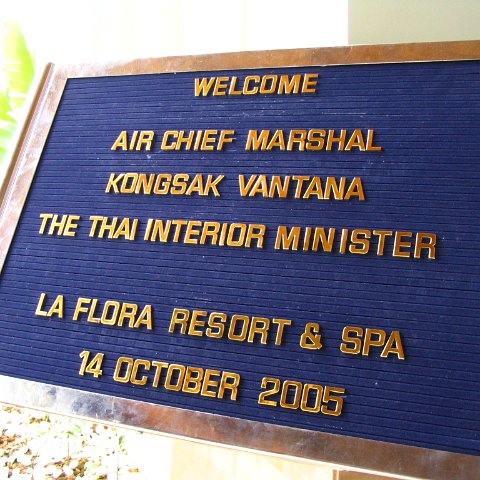 WELCOME
AIR CHIEF MARSHAL
KONGSAK VANTANA
THE THAI INTERIOR MINISTER
LA FLORA RESORT & SPA
14 OCTOBER 2005